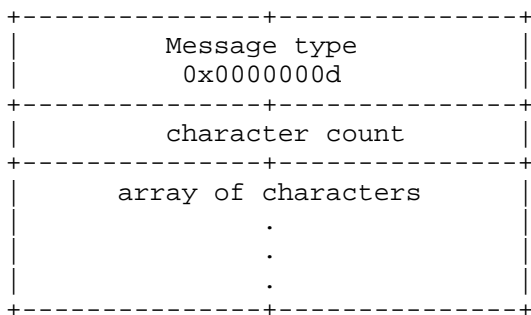 +---------------+---------------+
|          Message type         |
|           0x0000000d          |
+---------------+---------------+
|        character count        |
+---------------+---------------+
|      array of characters      |
|               .               |
|               .               |
|               .               |
+---------------+---------------+